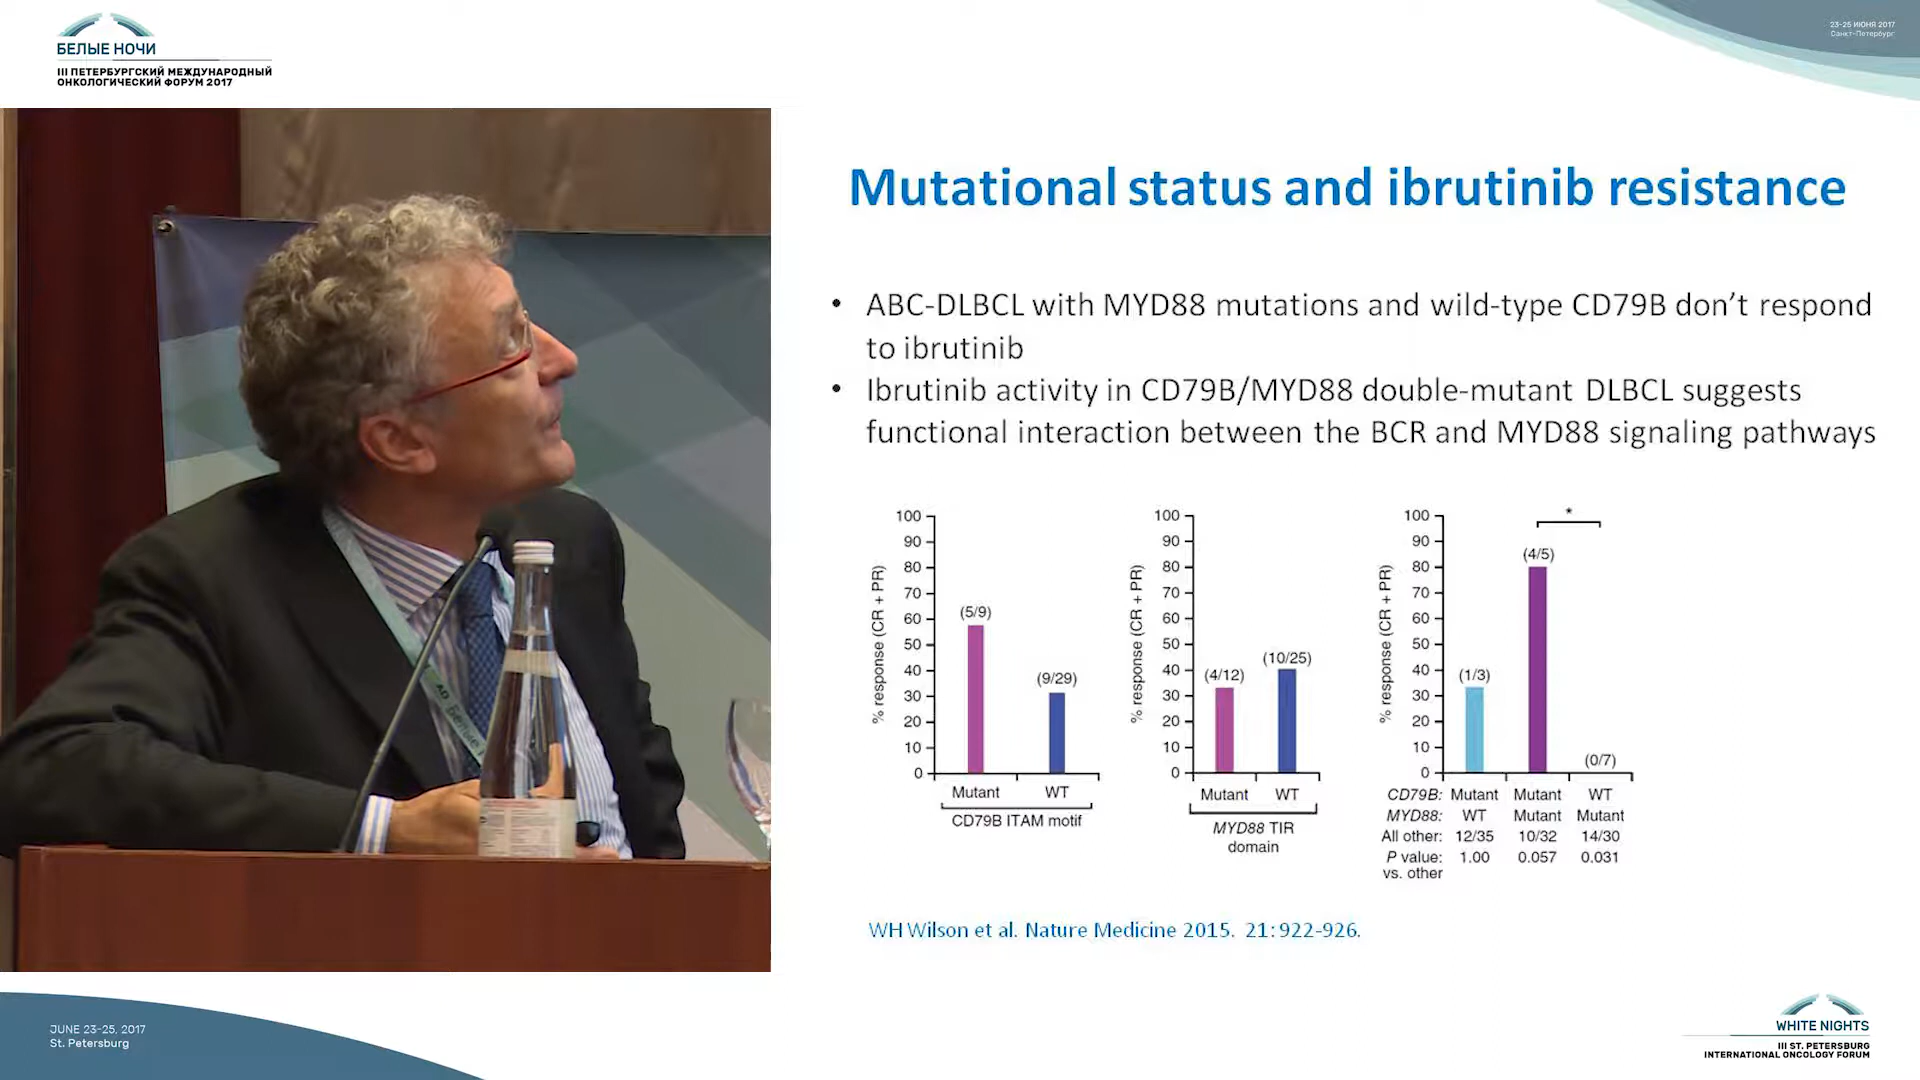 БЕЛЫЕ НОЧИ
III ПЕТЕРБУРГСКИЙ МЕЖДУНАРОДНЫЙ
ОНКОЛОГИЧЕСКИЙ ФОРУМ 2017
23-25 ИЮНЯ 2017
Санкт-Петербург
Mutational status and ibrutinib resistance
• ABC-DLBCL with MYD88 mutations and wild-type CD79B don’t respond
to ibrutinib
• Ibrutinib activity in CD79B/MYD88 double-mutant DLBCL suggests
functional interaction between the BCR and MYD88 signaling pathways
% response (CR + PR)
100
90
80
70
60
50
40
30
20
10
0
(5/9)
(9/29)
Mutant WT
CD79B ITAM motif
% response (CR + PR)
100
90
80
70
60
50
40
30
20
10
0
(4/12)
(10/25)
Mutant WT
MYD88 TIR
domain
% response (CR + PR)
100
90
80
70
60
50
40
30
20
10
0
*
(1/3)
(4/5)
(0/7)
CD79B: Mutant Mutant WT
MYD88: WT Mutant Mutant
All other: 12/35 10/32 14/30
P value: 1.00 0.057 0.031
vs. other
WH Wilson et al. Nature Medicine 2015. 21:922-926.
JUNE 23-25, 2017
St. Petersburg
WHITE NIGHTS
III ST. PETERSBURG
INTERNATIONAL ONCOLOGY FORUM